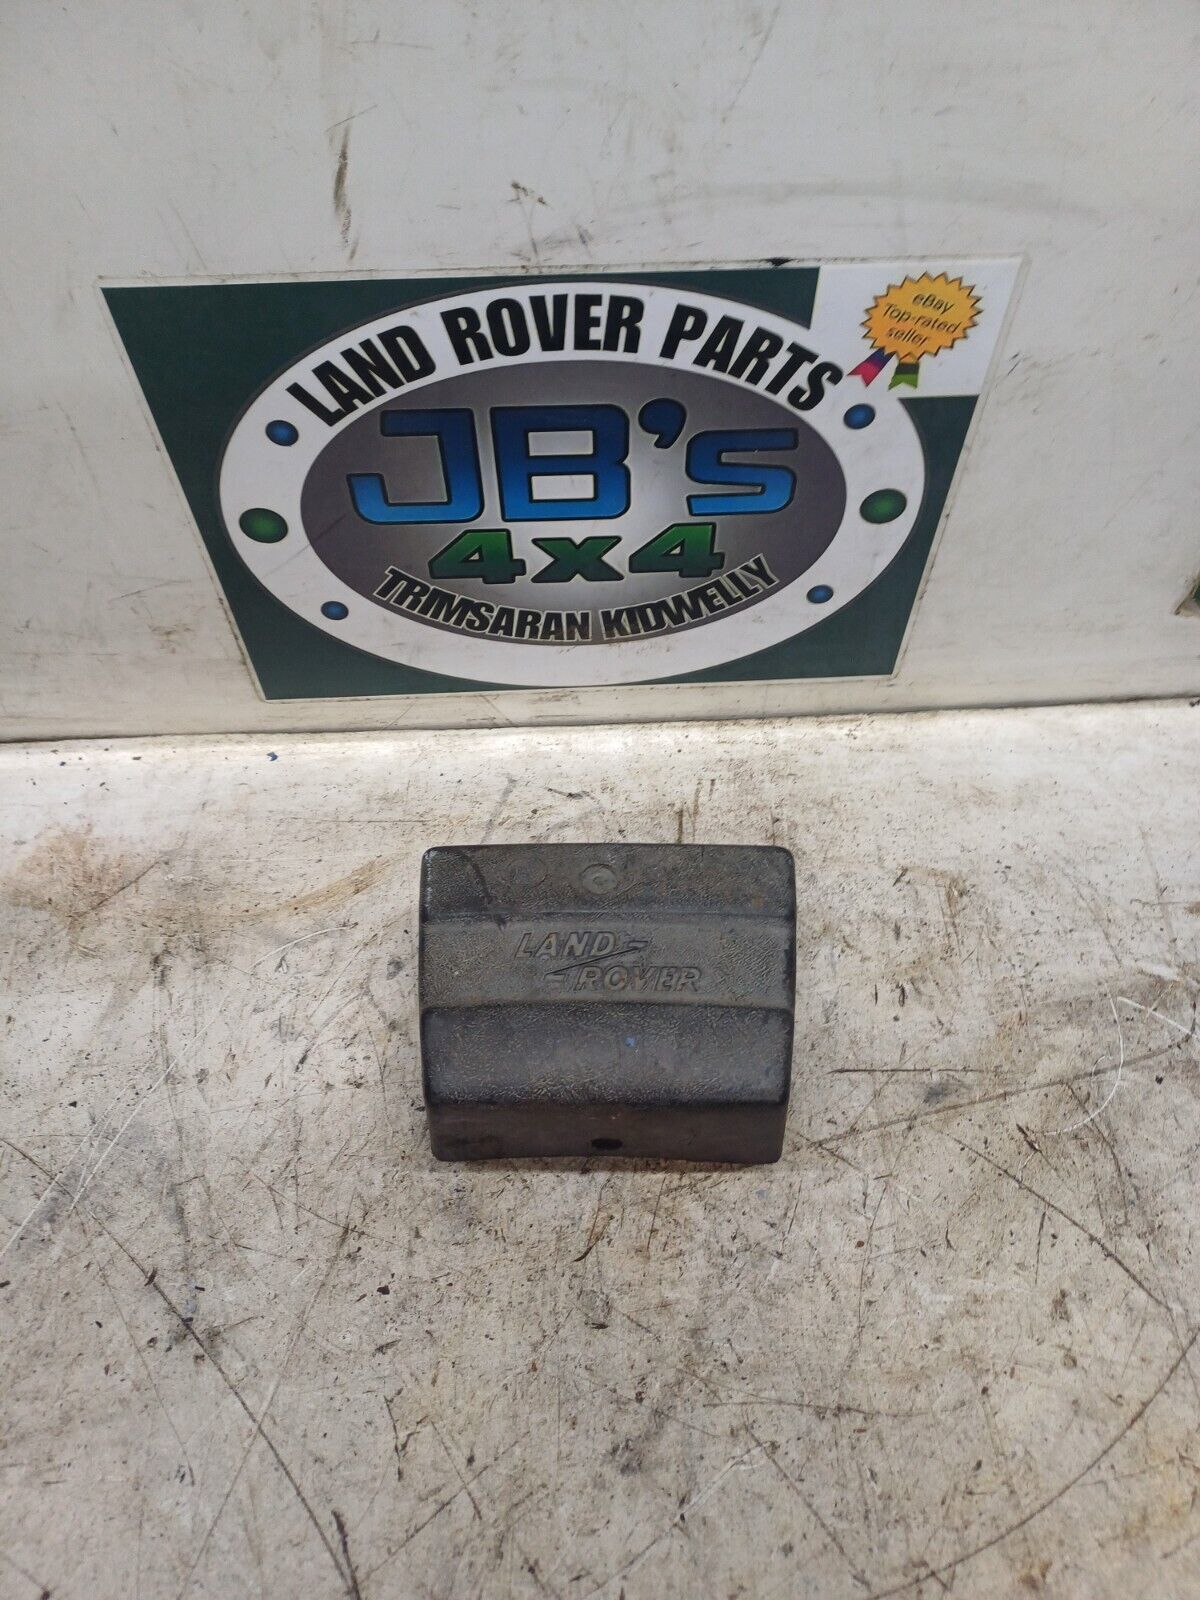 LAND ROVER PARTS
eBay
Top-rated
seller
JB's
4x4
TRIMSARAN KIDWELLY
LAND
ROVER